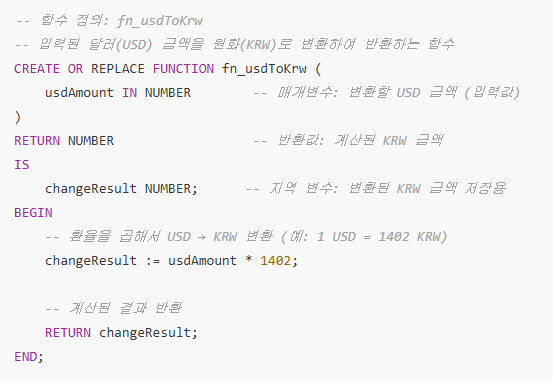 -- 함수 정의: fn_usdToKrw
-- 입력된 달러(USD) 금액을 원화(KRW)로 변환하여 반환하는 함수
CREATE OR REPLACE FUNCTION fn_usdToKrw (
    usdAmount IN NUMBER        -- 매개변수: 변환할 USD 금액 (입력값)
)
RETURN NUMBER                  -- 반환값: 계산된 KRW 금액
IS
    changeResult NUMBER;      -- 지역 변수: 변환된 KRW 금액 저장용
BEGIN
    -- 환율을 곱해서 USD → KRW 변환 (예: 1 USD = 1402 KRW)
    changeResult := usdAmount * 1402;
    -- 계산된 결과 반환
    RETURN changeResult;
END;